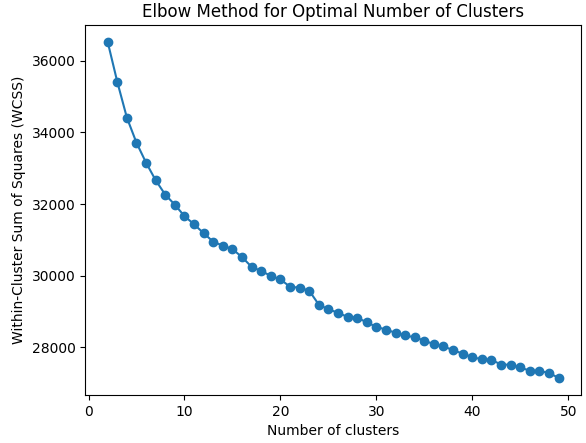 Elbow Method for Optimal Number of Clusters
Within-Cluster Sum of Squares (WCSS)
36000
34000
32000
30000
28000
0 10 20 30 40 50
Number of clusters